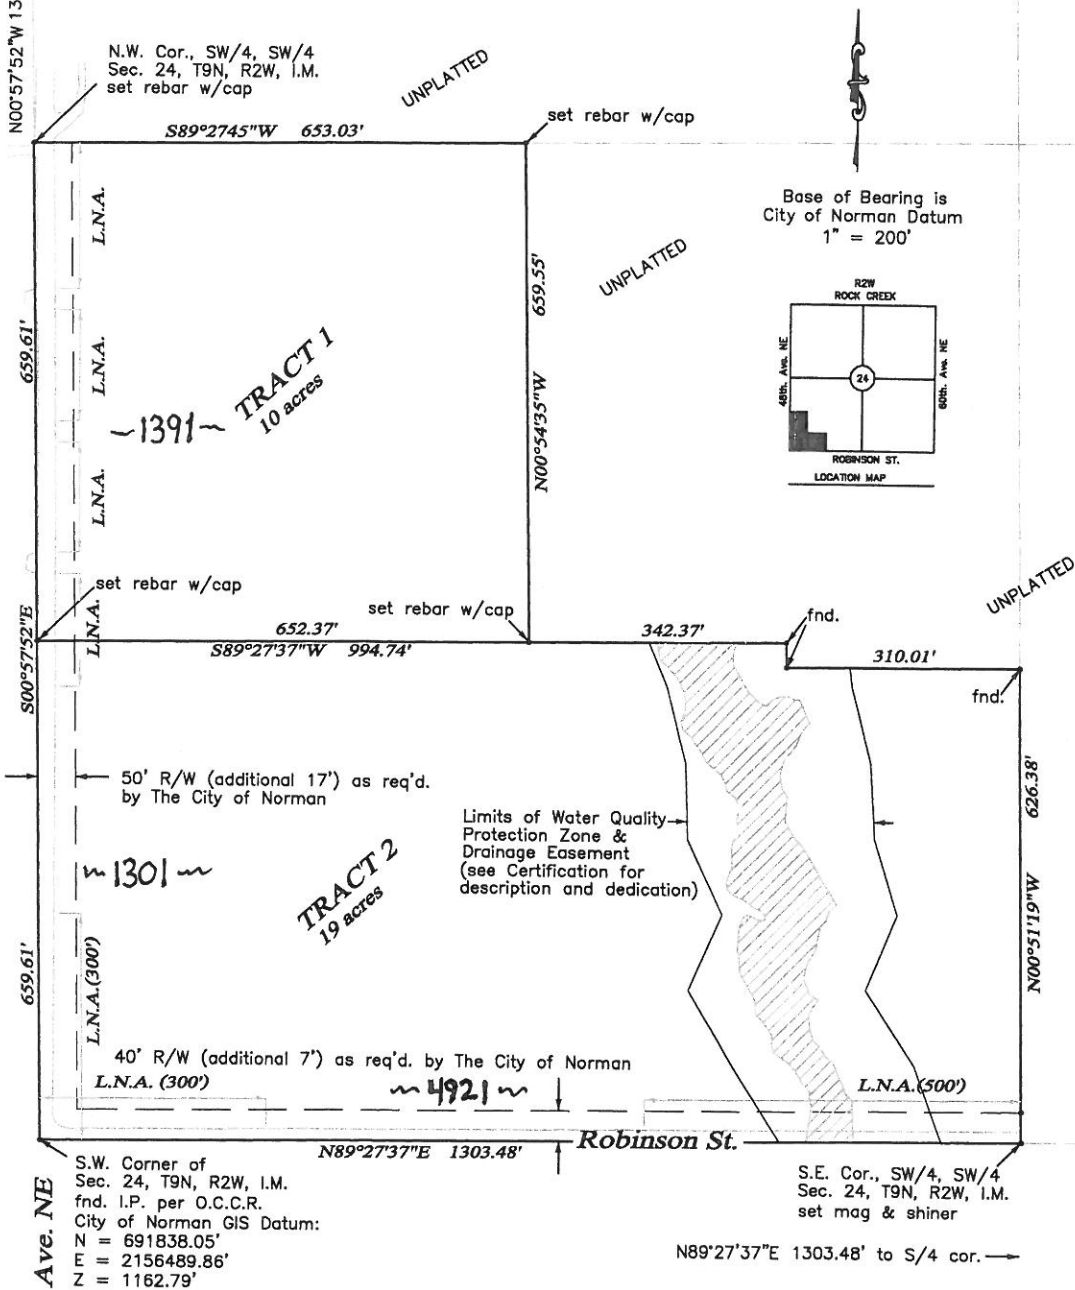 N00°57'52"W 13
N.W. Cor., SW/4, SW/4
Sec. 24, T9N, R2W, I.M.
set rebar w/cap
UNPLATTED
S89°2745"W 653.03'
set rebar w/cap
Base of Bearing is
City of Norman Datum
1" = 200'
L.N.A.
UNPLATTED
659.55'
R2W
ROCK CREEK
48th. Ave. NE
24
60th. Ave. NE
ROBINSON ST.
LOCATION MAP
659.61'
L.N.A.
TRACT 1
10 acres
~1391~
N00°54'35"W
L.N.A.
set rebar w/cap
L.N.A.
set rebar w/cap
UNPLATTED
fnd.
652.37'
342.37'
S89°27'37"W 994.74'
310.01'
fnd.
S00°57'52"E
50' R/W (additional 17') as req'd.
by The City of Norman
626.38'
Limits of Water Quality
Protection Zone &
Drainage Easement
(see Certification for
description and dedication)
~1301~
TRACT 2
19 acres
N00°51'19"W
659.61'
L.N.A.(300')
40' R/W (additional 7') as req'd. by The City of Norman
L.N.A. (300')
~4921~
L.N.A.(500')
N89°27'37"E 1303.48'
Robinson St.
Ave. NE
S.W. Corner of
Sec. 24, T9N, R2W, I.M.
fnd. I.P. per O.C.C.R.
City of Norman GIS Datum:
N = 691838.05'
E = 2156489.86'
Z = 1162.79'
S.E. Cor., SW/4, SW/4
Sec. 24, T9N, R2W, I.M.
set mag & shiner
N89°27'37"E 1303.48' to S/4 cor.